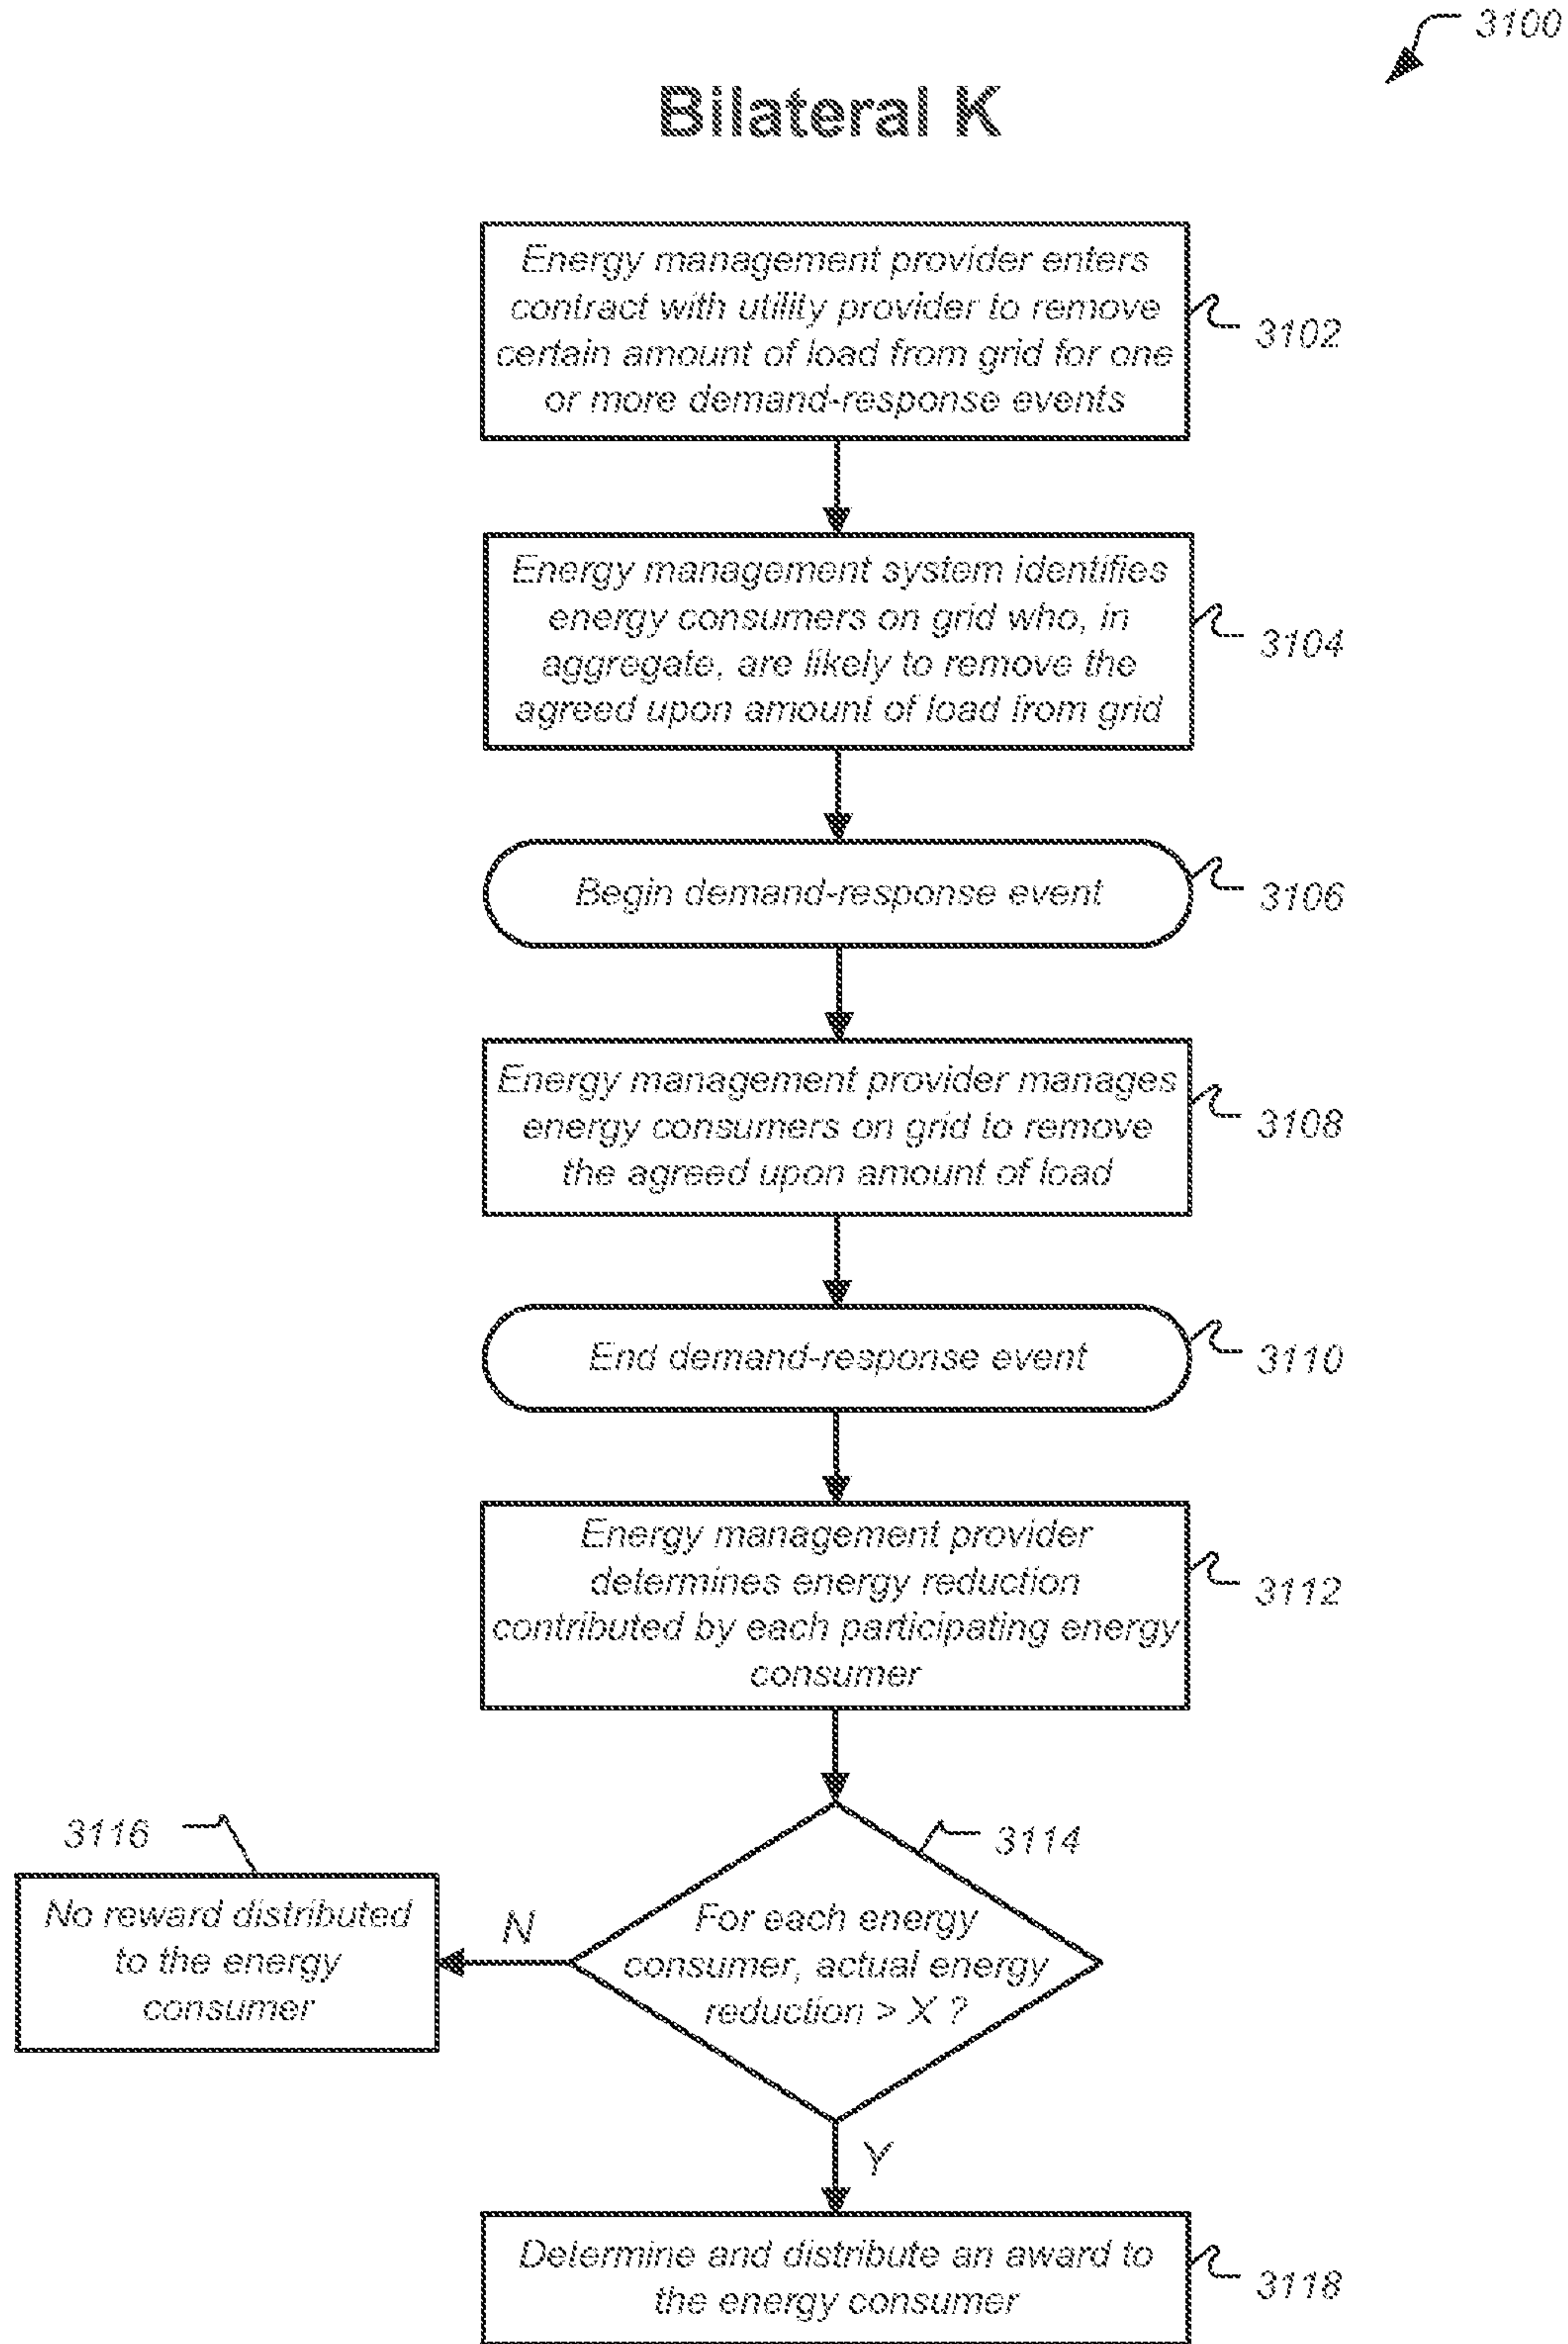 3100
Bilateral K
Energy management provider enters
contract with utility provider to remove
certain amount of load from grid for one
or more demand-response events
3102
Energy management system identifies
energy consumers on grid who, in
aggregate, are likely to remove the
agreed upon amount of load from grid
3104
Begin demand-response event
3106
Energy management provider manages
energy consumers on grid to remove
the agreed upon amount of load
3108
End demand-response event
3110
Energy management provider
determines energy reduction
contributed by each participating energy
consumer
3112
3114
For each energy
consumer, actual energy
reduction > X ?
N
3116
No reward distributed
to the energy
consumer
Y
Determine and distribute an award to
the energy consumer
3118